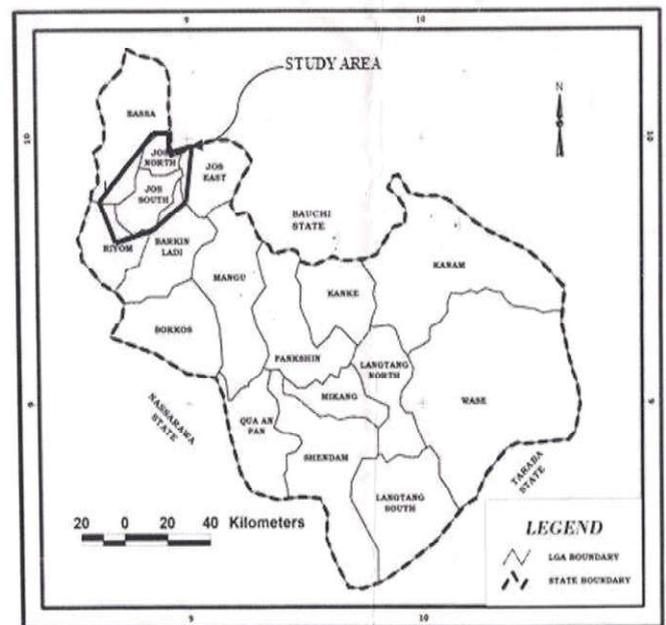 9 10
STUDY AREA
BASSA
N
10 10
JOS
NORTH
JOS
EAST
JOS
SOUTH
BAUCHI
STATE
RIYOM
BARKIN
LADI
KANAM
MANGU
KANKE
BOKKOS
PANKSHIN
LANGTANG
NORTH
MIKANG
WASE
9 9
NASSARAWA
STATE
QUA AN
PAN
SHENDAM
TARABA
STATE
LANGTANG
SOUTH
20 0 20 40 Kilometers
LEGEND
LGA BOUNDARY
STATE BOUNDARY
9 10